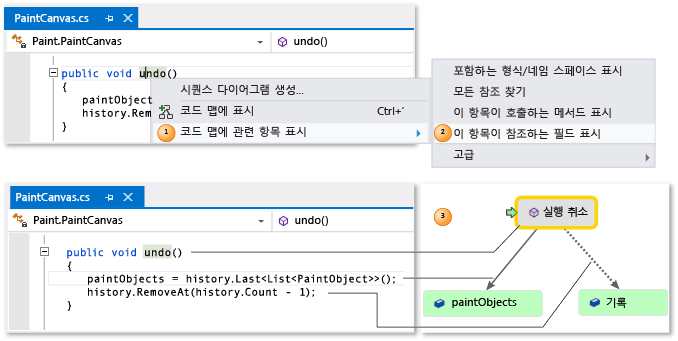 PaintCanvas.cs
Paint.PaintCanvas
undo()
public void undo()
{
paintObject
history.Rem
}
시퀀스 다이어그램 생성...
코드 맵에 표시 Ctrl+`
1 코드 맵에 관련 항목 표시
포함하는 형식/네임 스페이스 표시
모든 참조 찾기
이 항목이 호출하는 메서드 표시
2 이 항목이 참조하는 필드 표시
고급
PaintCanvas.cs
Paint.PaintCanvas
undo()
public void undo()
{
paintObjects = history.Last<List<PaintObject>>();
history.RemoveAt(history.Count - 1);
}
3
실행 취소
paintObjects
기록